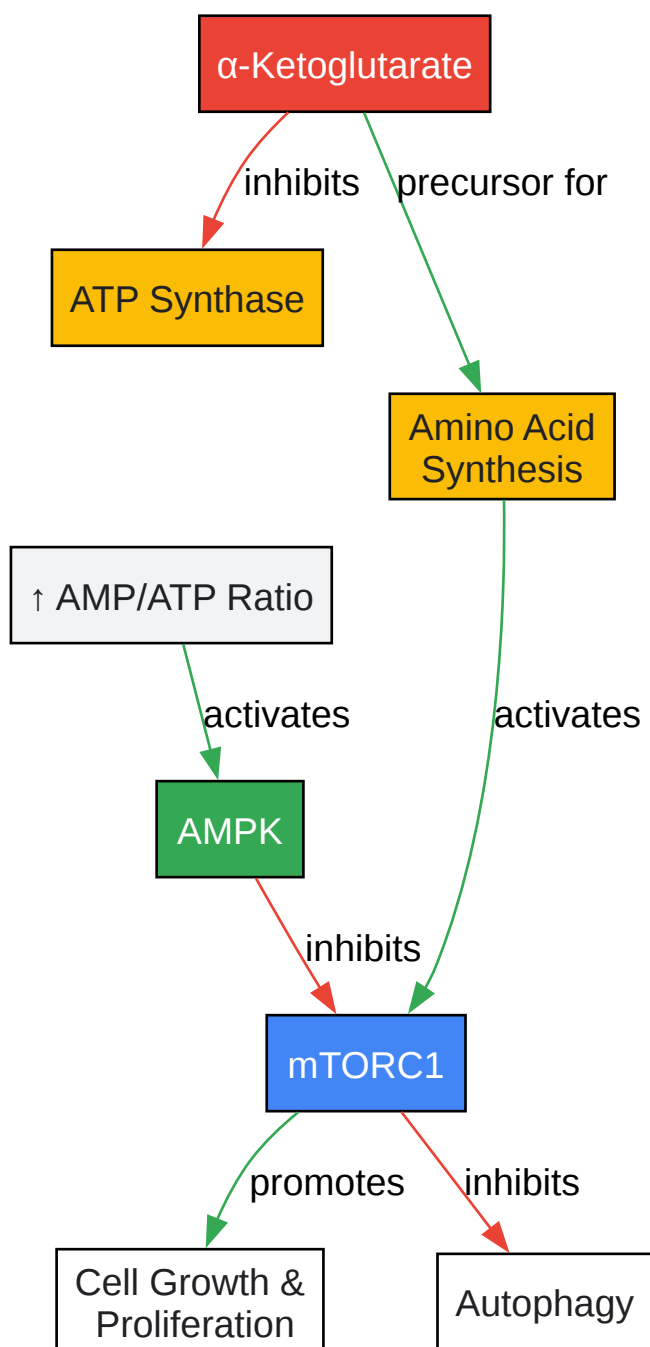 α-Ketoglutarate
inhibits
precursor for
ATP Synthase
Amino Acid
Synthesis
↑ AMP/ATP Ratio
activates
activates
AMPK
inhibits
mTORC1
promotes
inhibits
Cell Growth &
Proliferation
Autophagy